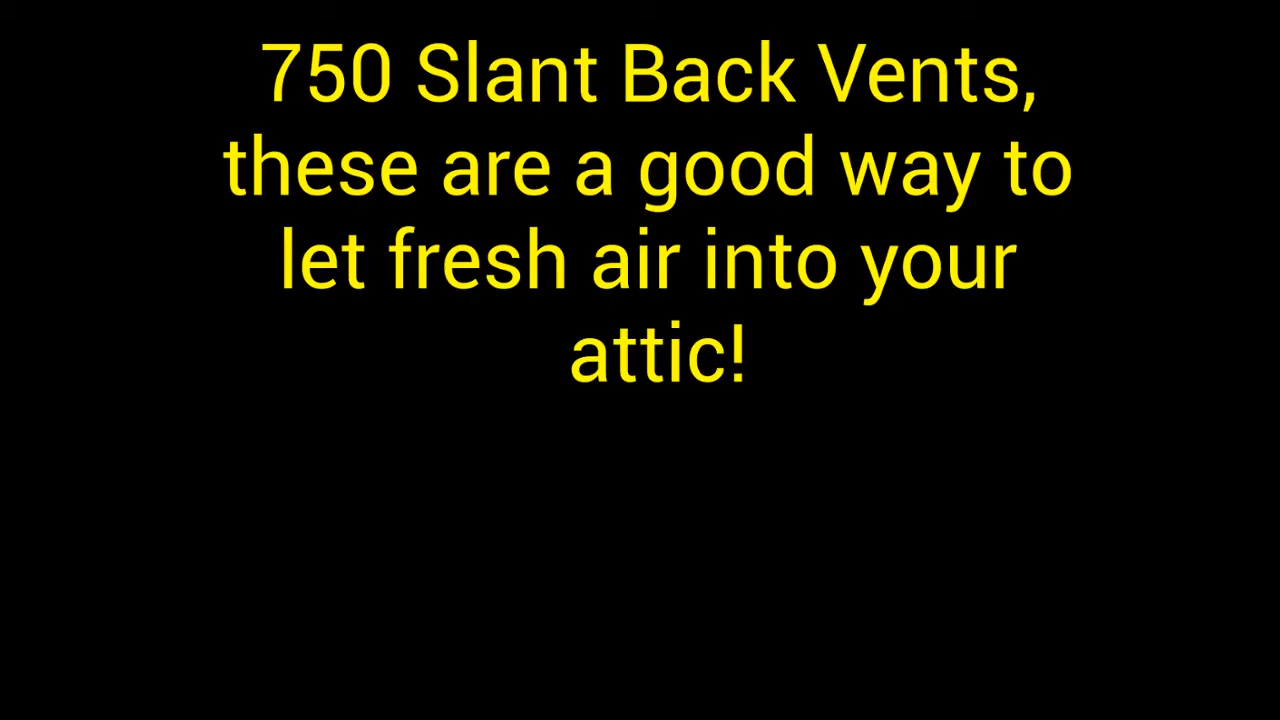 750 Slant Back Vents,
these are a good way to
let fresh air into your
attic!